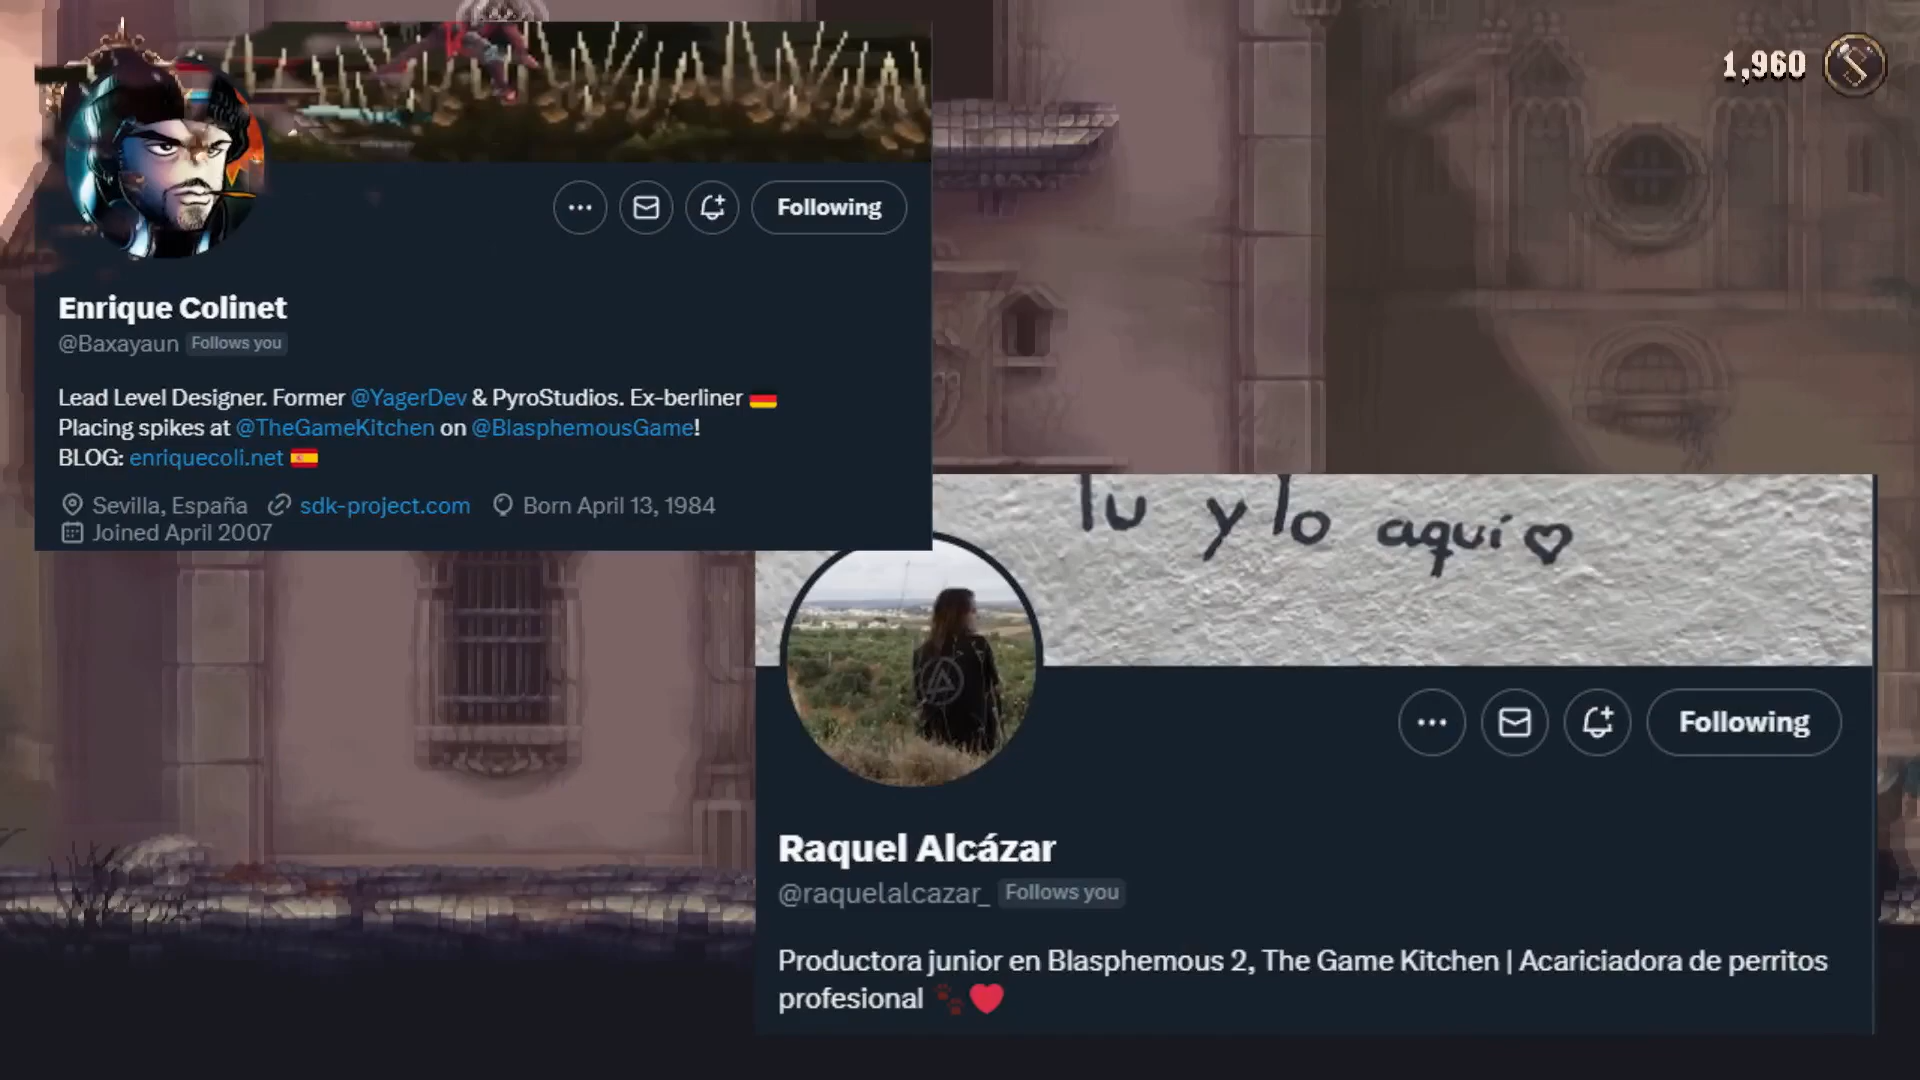 1,960
Following
Enrique Colinet
@Baxayaun Follows you
Lead Level Designer. Former @YagerDev & PyroStudios. Ex-berliner 🇩🇪
Placing spikes at @TheGameKitchen on @BlasphemousGame!
BLOG: enriquecoli.net 🇪🇸
Sevilla, España sdk-project.com Born April 13, 1984
Joined April 2007
y lo aquí
Following
Raquel Alcázar
@raquelalcazar_ Follows you
Productora junior en Blasphemous 2, The Game Kitchen | Acariciadora de perritos
profesional 🐾❤️